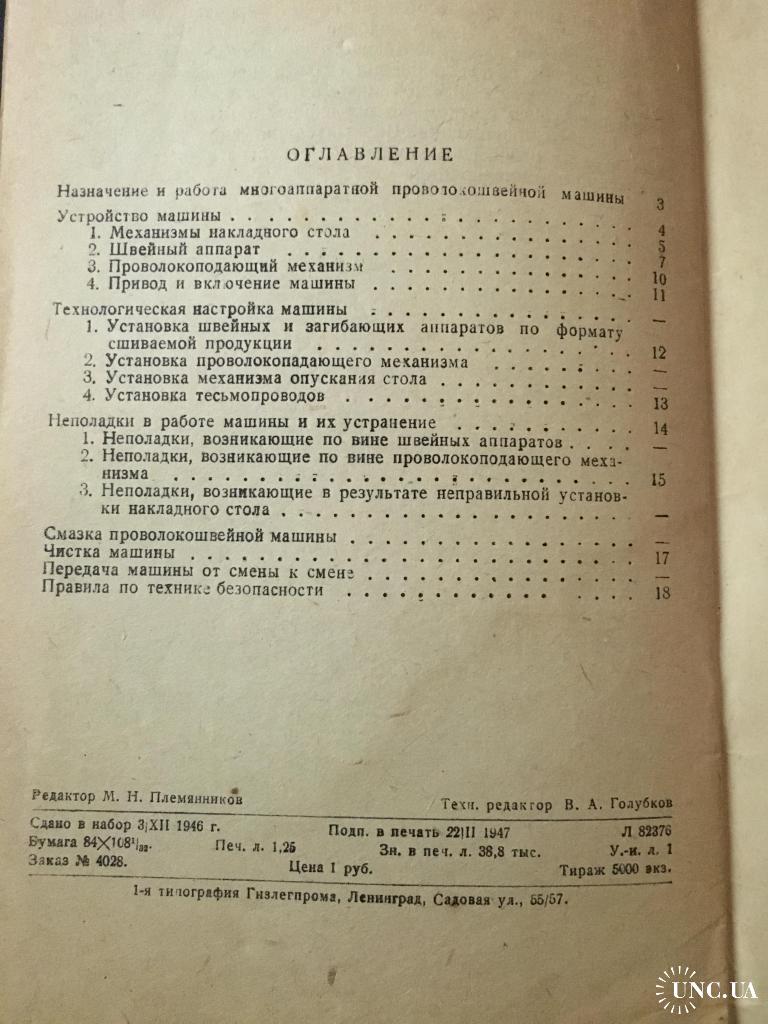 ОГЛАВЛЕНИЕ
Назначение и работа многоаппаратной проволокошвейной машины 3
Устройство машины . . . . . . . . . . . . . . . . . . . 4
1. Механизмы накладного стола . . . . . . . . . . . . 5
2. Швейный аппарат . . . . . . . . . . . . . . . . . 7
3. Проволокоподающий механизм . . . . . . . . . . . 10
4. Привод и включение машины . . . . . . . . . . . . 11
Технологическая настройка машины . . . . . . . . . . . . —
1. Установка швейных и загибающих аппаратов по формату
сшиваемой продукции . . . . . . . . . . . . . . . 12
2. Установка проволокопадающего механизма . . . . . . —
3. Установка механизма опускания стола . . . . . . . . —
4. Установка тесьмопроводов . . . . . . . . . . . . . 13
Неполадки в работе машины и их устранение . . . . . . . . 14
1. Неполадки, возникающие по вине швейных аппаратов . . . . —
2. Неполадки, возникающие по вине проволокоподающего меха-
низма . . . . . . . . . . . . . . . . . . . . . . 15
3. Неполадки, возникающие в результате неправильной установ-
ки накладного стола . . . . . . . . . . . . . . . . —
Смазка проволокошвейной машины . . . . . . . . . . . . . —
Чистка машины . . . . . . . . . . . . . . . . . . . . . 17
Передача машины от смены к смене . . . . . . . . . . . . —
Правила по технике безопасности . . . . . . . . . . . . . 18
Редактор М. Н. Племянников Техн. редактор В. А. Голубков
Сдано в набор 3/XII 1946 г. Подп. в печать 22/II 1947 Л 82376
Бумага 84×108¹/₃₂. Печ. л. 1,25 Зн. в печ. л. 38,8 тыс. У.-и. л. 1
Заказ № 4028. Цена 1 руб. Тираж 5000 экз.
1-я типография Гизлегпрома, Ленинград, Садовая ул., 55/57.
UNC.UA